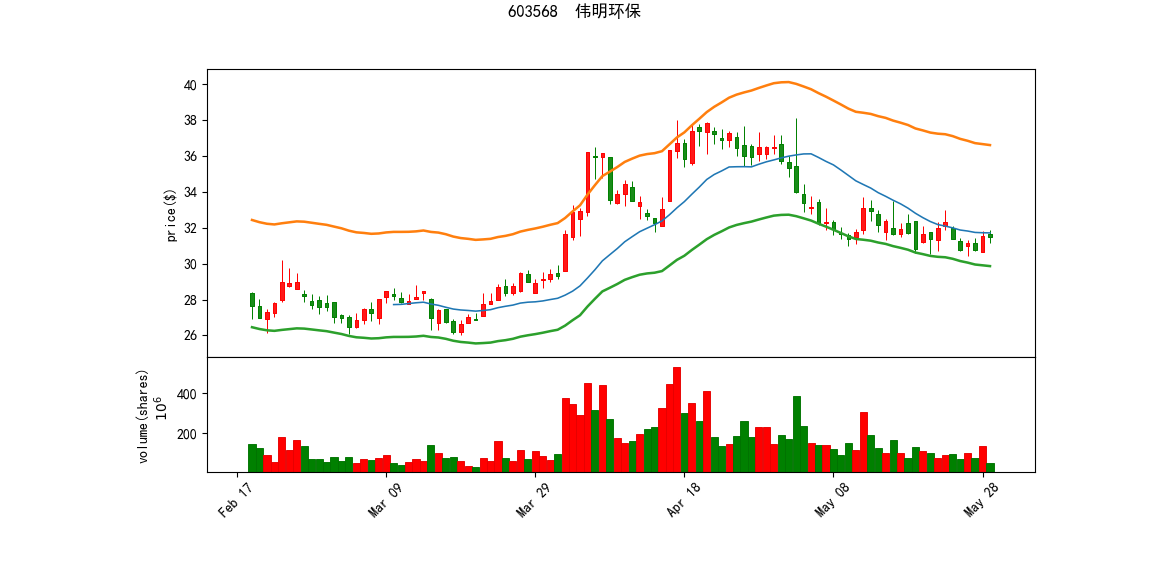 603568 伟明环保
price($)
40
38
36
34
32
30
28
26
volume(shares)
10^6
400
200
Feb 17
Mar 09
Mar 29
Apr 18
May 08
May 28